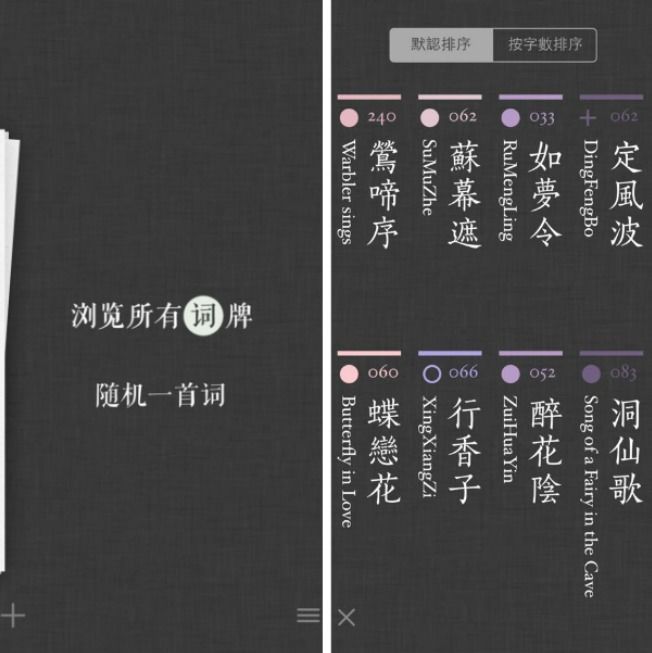 浏览所有词牌
随机一首词
默認排序
按字數排序
062
定風波
DingFengBo
033
如夢令
RuMengLing
062
蘇幕遮
SuMuZhe
240
鶯啼序
Warbler sings
083
洞仙歌
Song of a Fairy in the Cave
052
醉花陰
ZuiHuaYin
066
行香子
XingXiangZi
060
蝶戀花
Butterfly in Love